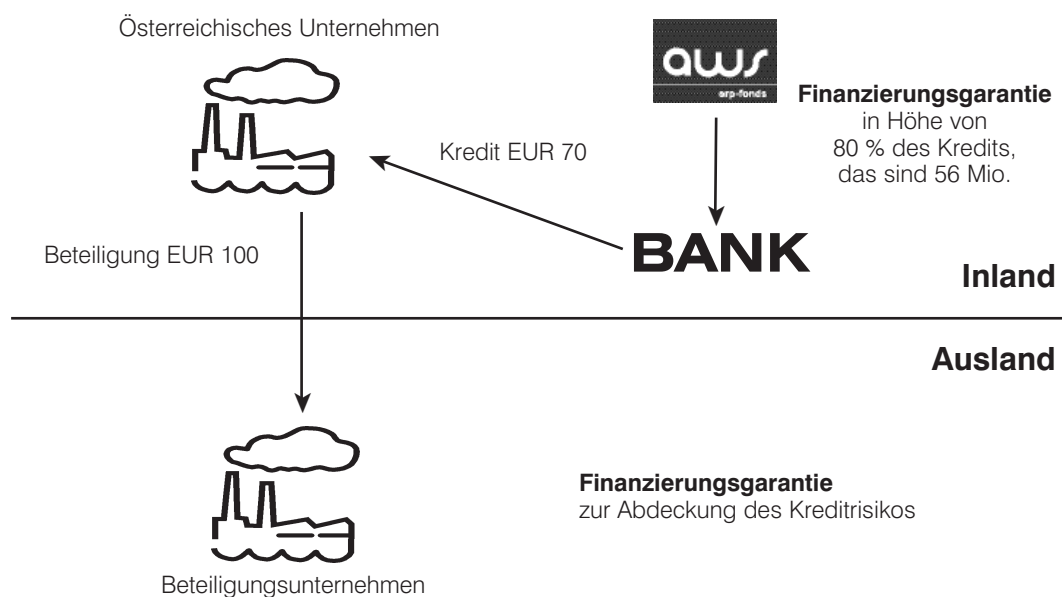 Österreichisches Unternehmen
aws
erp-fonds
Finanzierungsgarantie
in Höhe von
80 % des Kredits,
das sind 56 Mio.
Kredit EUR 70
Beteiligung EUR 100
BANK
Inland
Ausland
Finanzierungsgarantie
zur Abdeckung des Kreditrisikos
Beteiligungsunternehmen